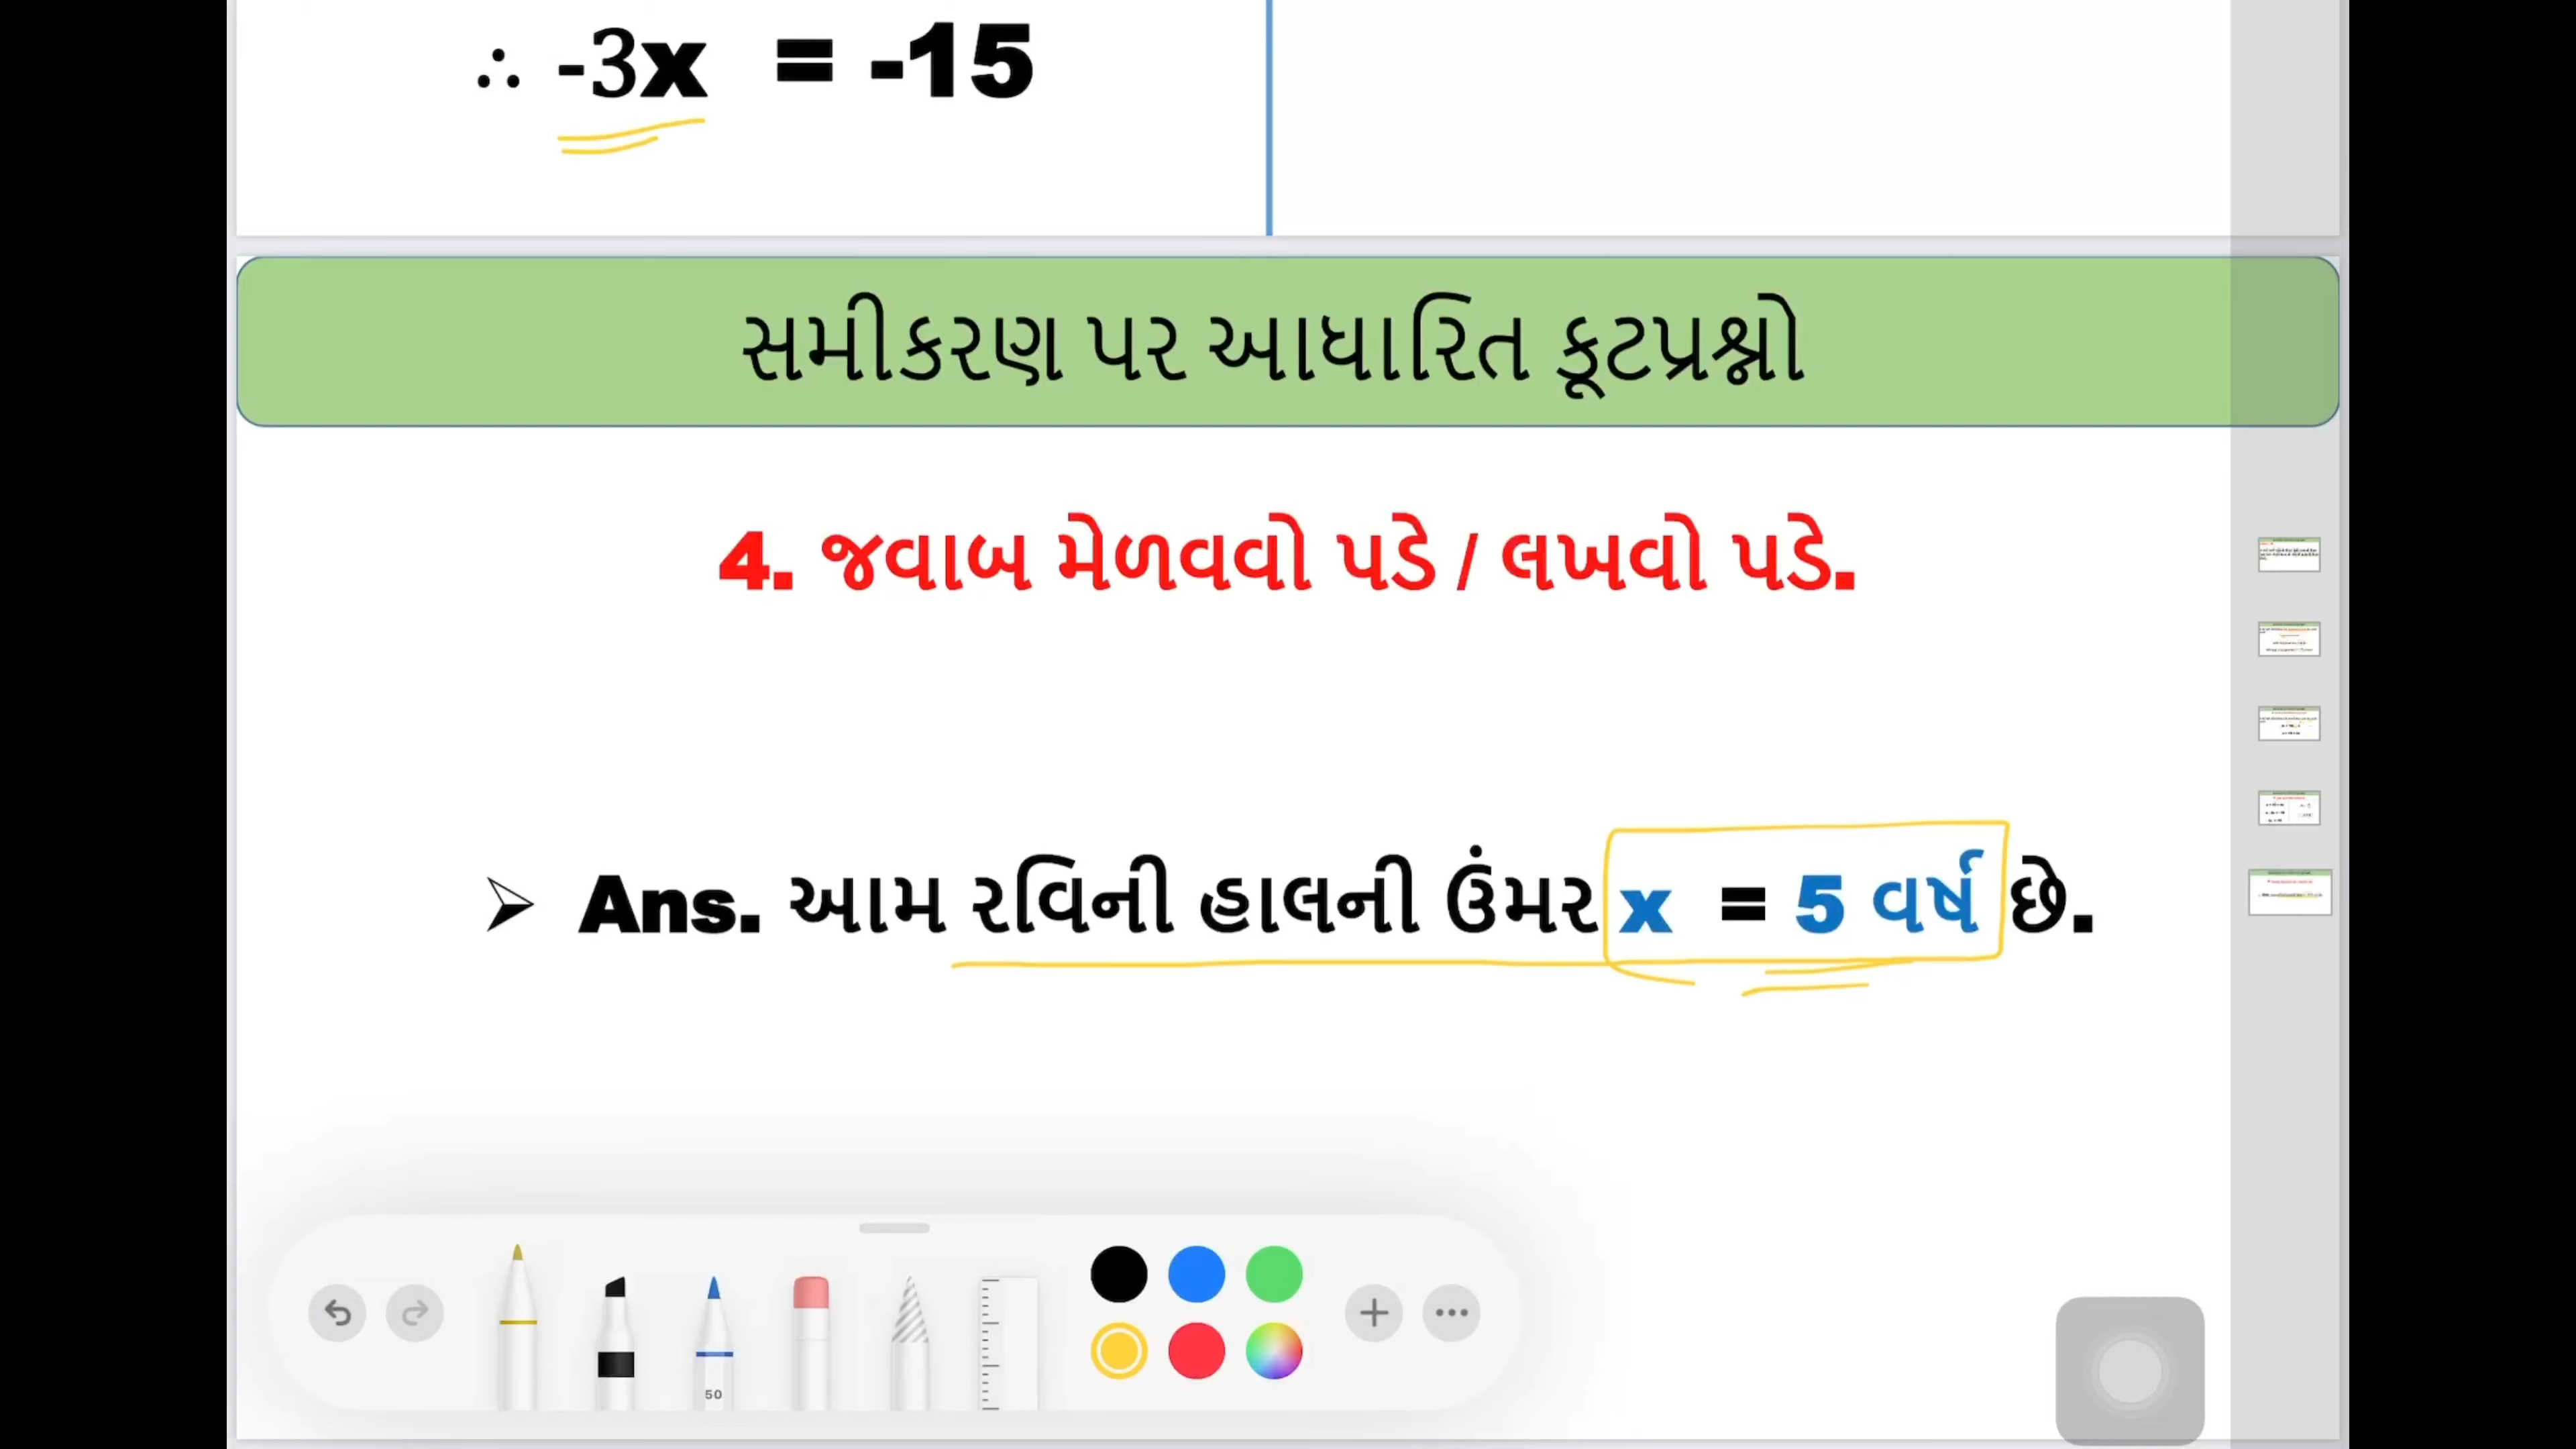 ∴ -3x = -15
સમીકરણ પર આધારિત કૂટપ્રશ્નો
4. જવાબ મેળવવો પડે / લખવો પડે.
➢ Ans. આમ રવિની હાલની ઉંમર x = 5 વર્ષ છે.
50